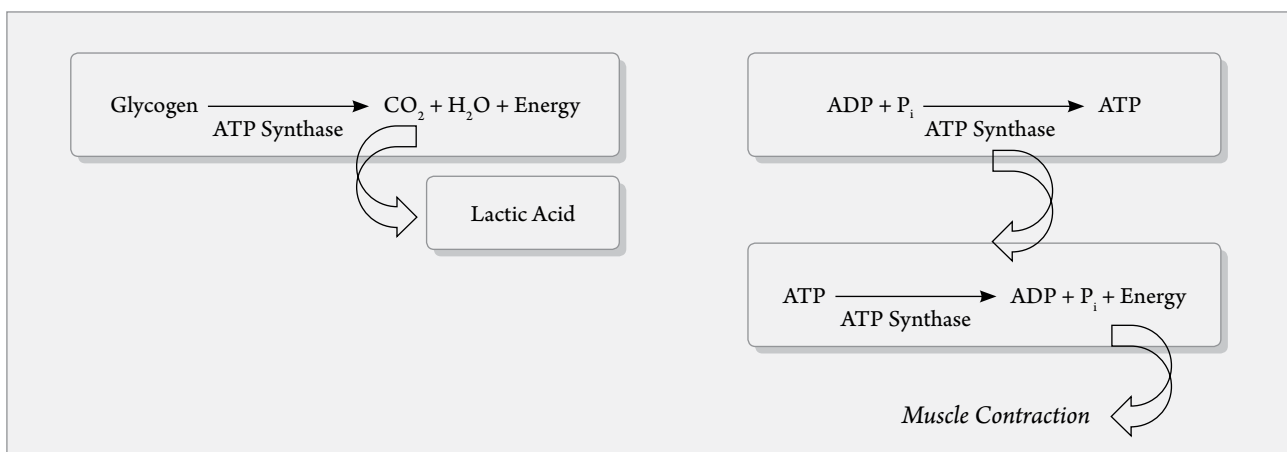 Glycogen → CO₂ + H₂O + Energy
ATP Synthase
Lactic Acid
ADP + Pᵢ → ATP
ATP Synthase
ATP → ADP + Pᵢ + Energy
ATP Synthase
Muscle Contraction